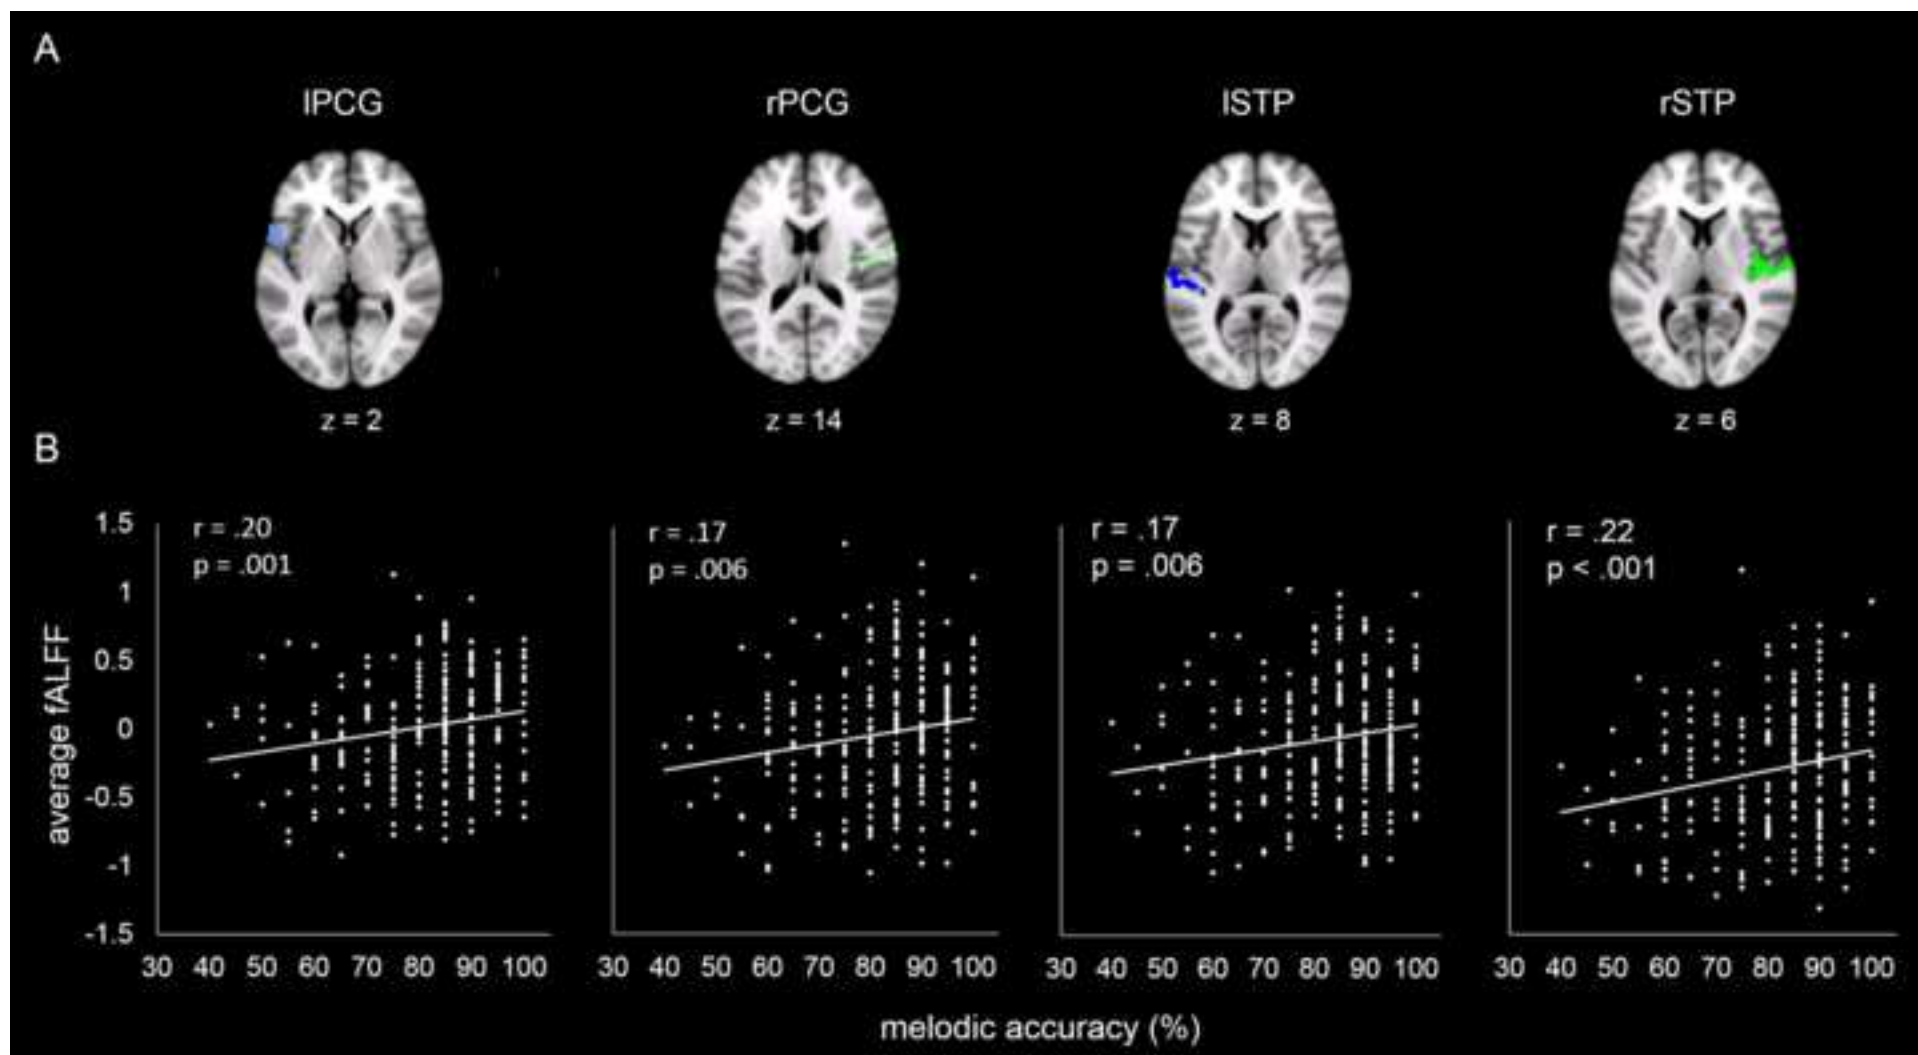 A
lPCG rPCG lSTP rSTP
z = 2 z = 14 z = 8 z = 6
B
average fALFF
1.5
1
0.5
0
-0.5
-1
-1.5
r = .20
p = .001
r = .17
p = .006
r = .17
p = .006
r = .22
p < .001
30 40 50 60 70 80 90 100 30 40 50 60 70 80 90 100 30 40 50 60 70 80 90 100 30 40 50 60 70 80 90 100
melodic accuracy (%)